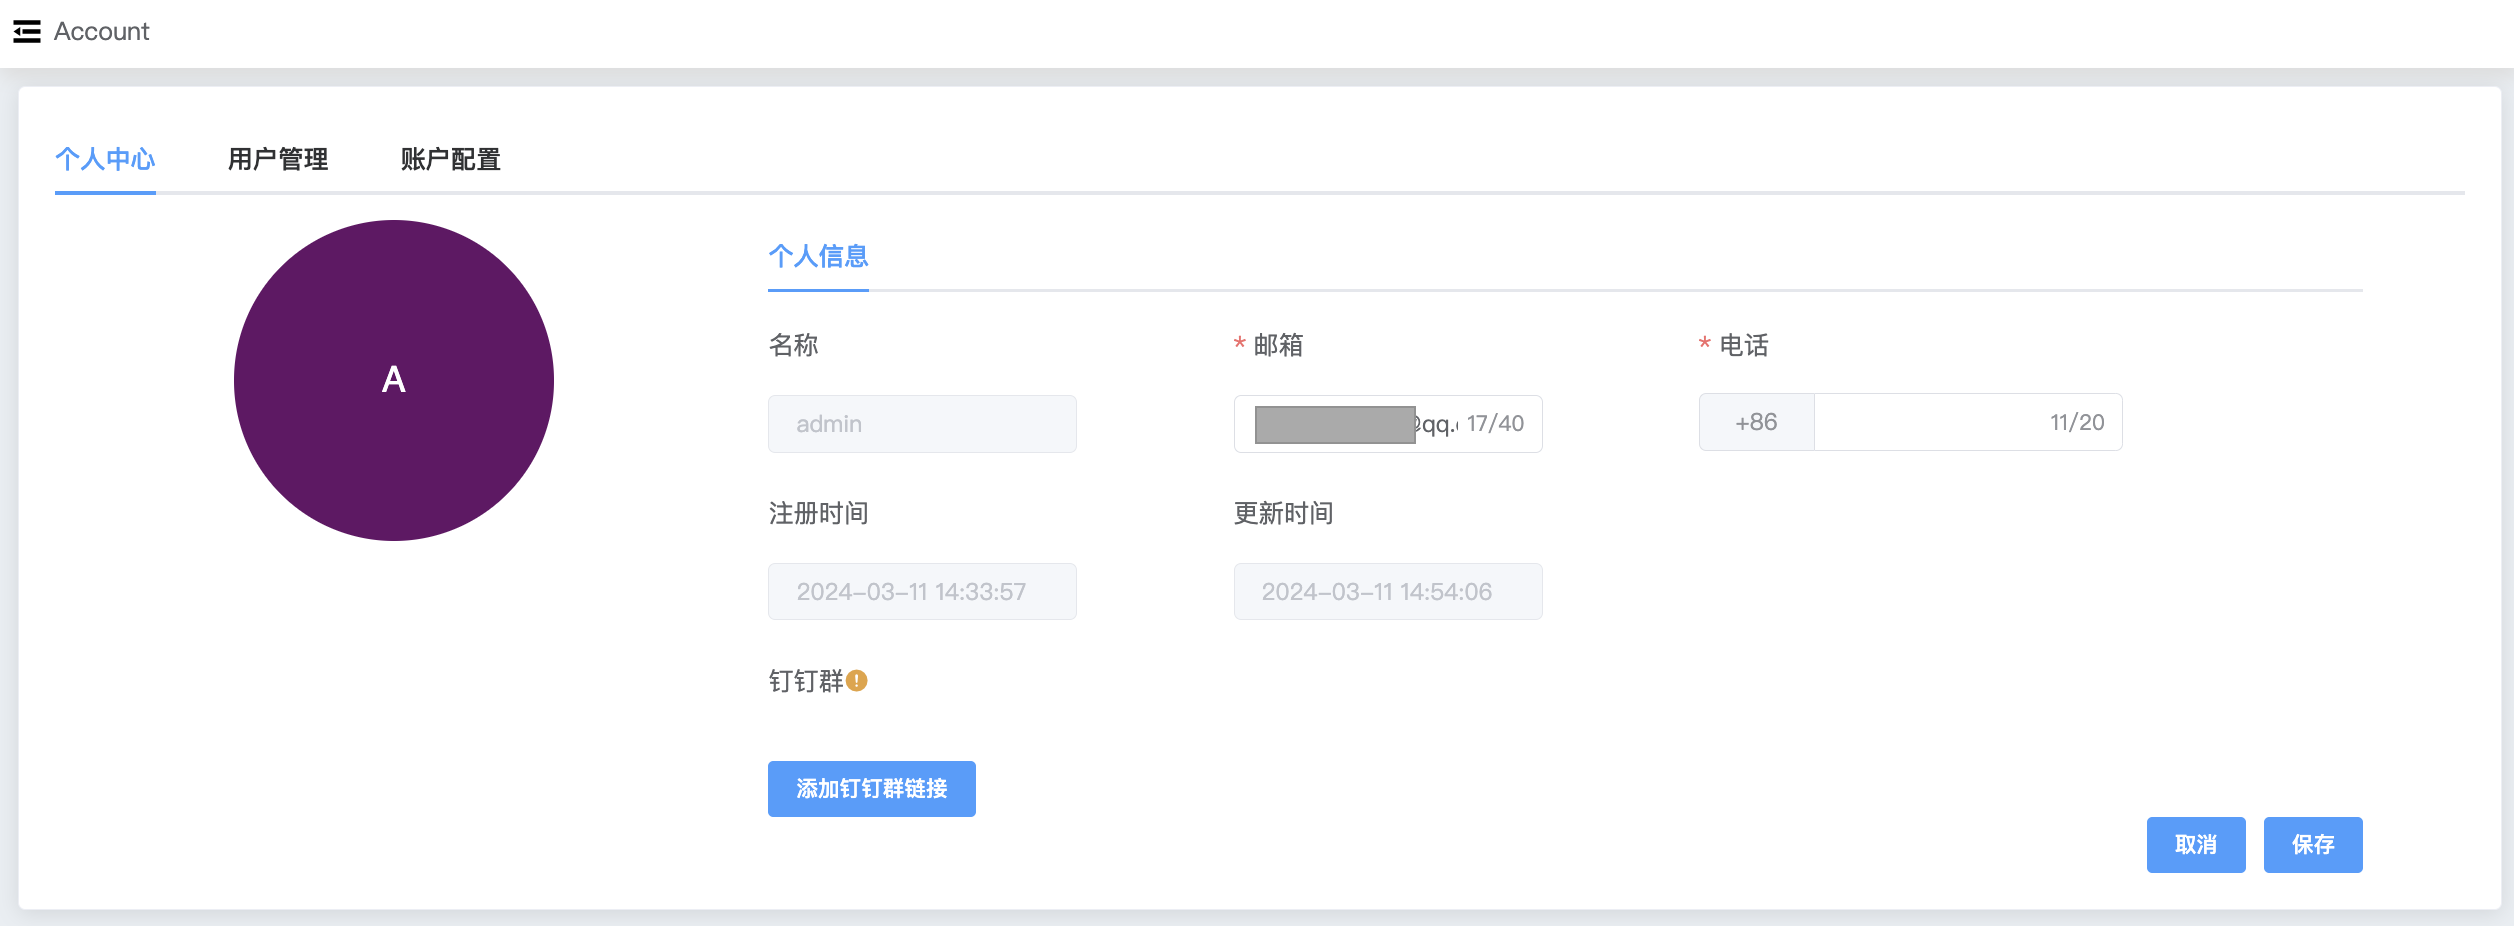 Account
个人中心 用户管理 账户配置
A
个人信息
名称 * 邮箱 * 电话
admin @qq. 17/40 +86 11/20
注册时间 更新时间
2024-03-11 14:33:57 2024-03-11 14:54:06
钉钉群
添加钉钉群链接
取消 保存